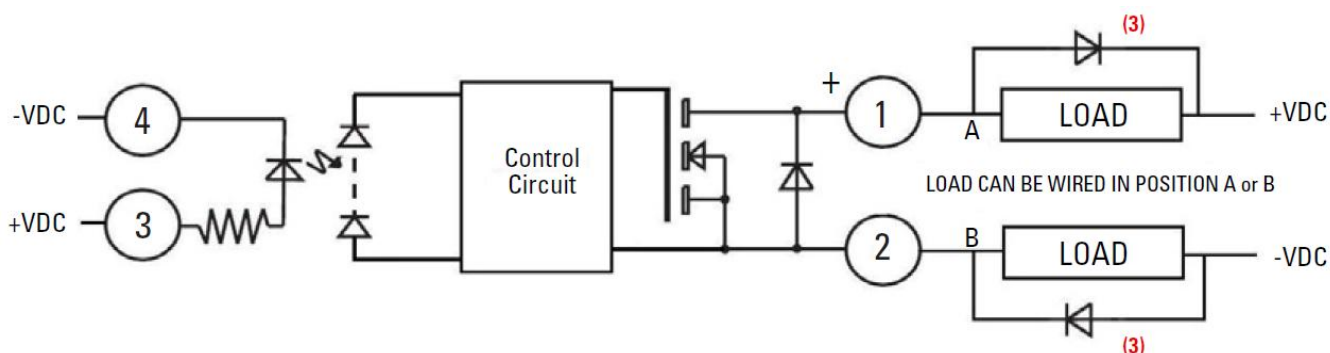 (3)
-VDC
4
+
1
A
LOAD
+VDC
Control
Circuit
LOAD CAN BE WIRED IN POSITION A or B
+VDC
3
2
B
LOAD
-VDC
(3)